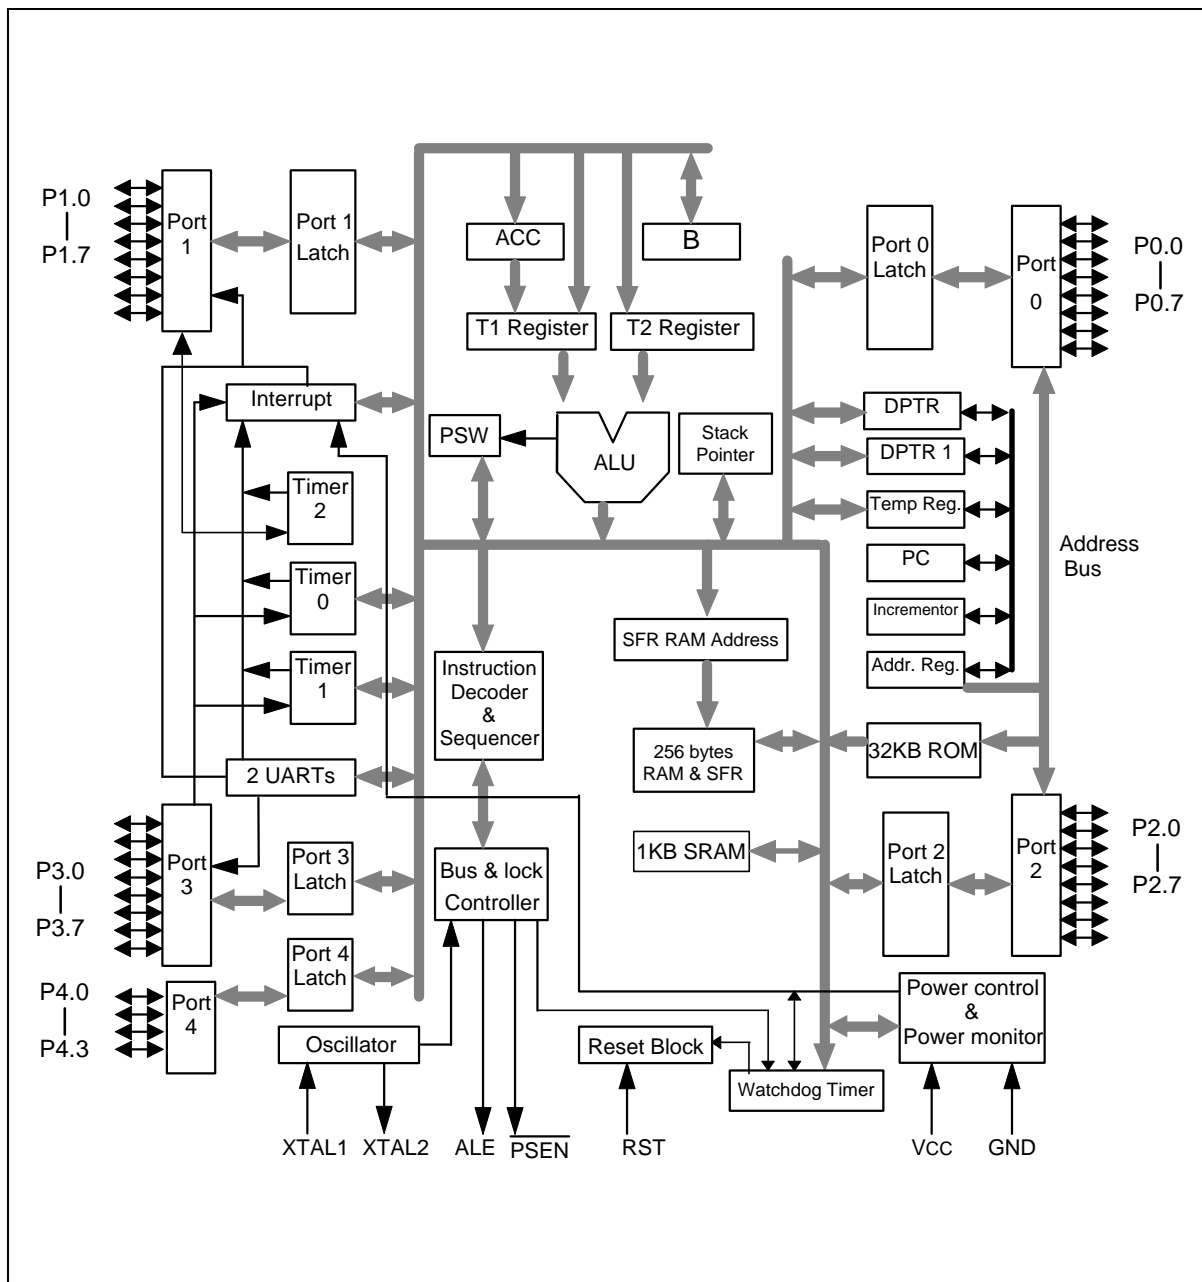 P1.0
P1.7
Port
1
Port 1
Latch
ACC
B
T1 Register
T2 Register
Port 0
Latch
Port
0
P0.0
P0.7
Interrupt
PSW
ALU
Stack
Pointer
DPTR
DPTR 1
Temp Reg.
PC
Incrementor
Addr. Reg.
Address
Bus
Timer
2
Timer
0
Timer
1
2 UARTs
Instruction
Decoder
&
Sequencer
SFR RAM Address
256 bytes
RAM & SFR
32KB ROM
1KB SRAM
Port 2
Latch
Port
2
P2.0
P2.7
P3.0
P3.7
Port
3
Port 3
Latch
Bus & lock
Controller
P4.0
P4.3
Port
4
Port 4
Latch
Oscillator
Reset Block
Watchdog Timer
Power control
&
Power monitor
XTAL1
XTAL2
ALE
PSEN
RST
VCC
GND